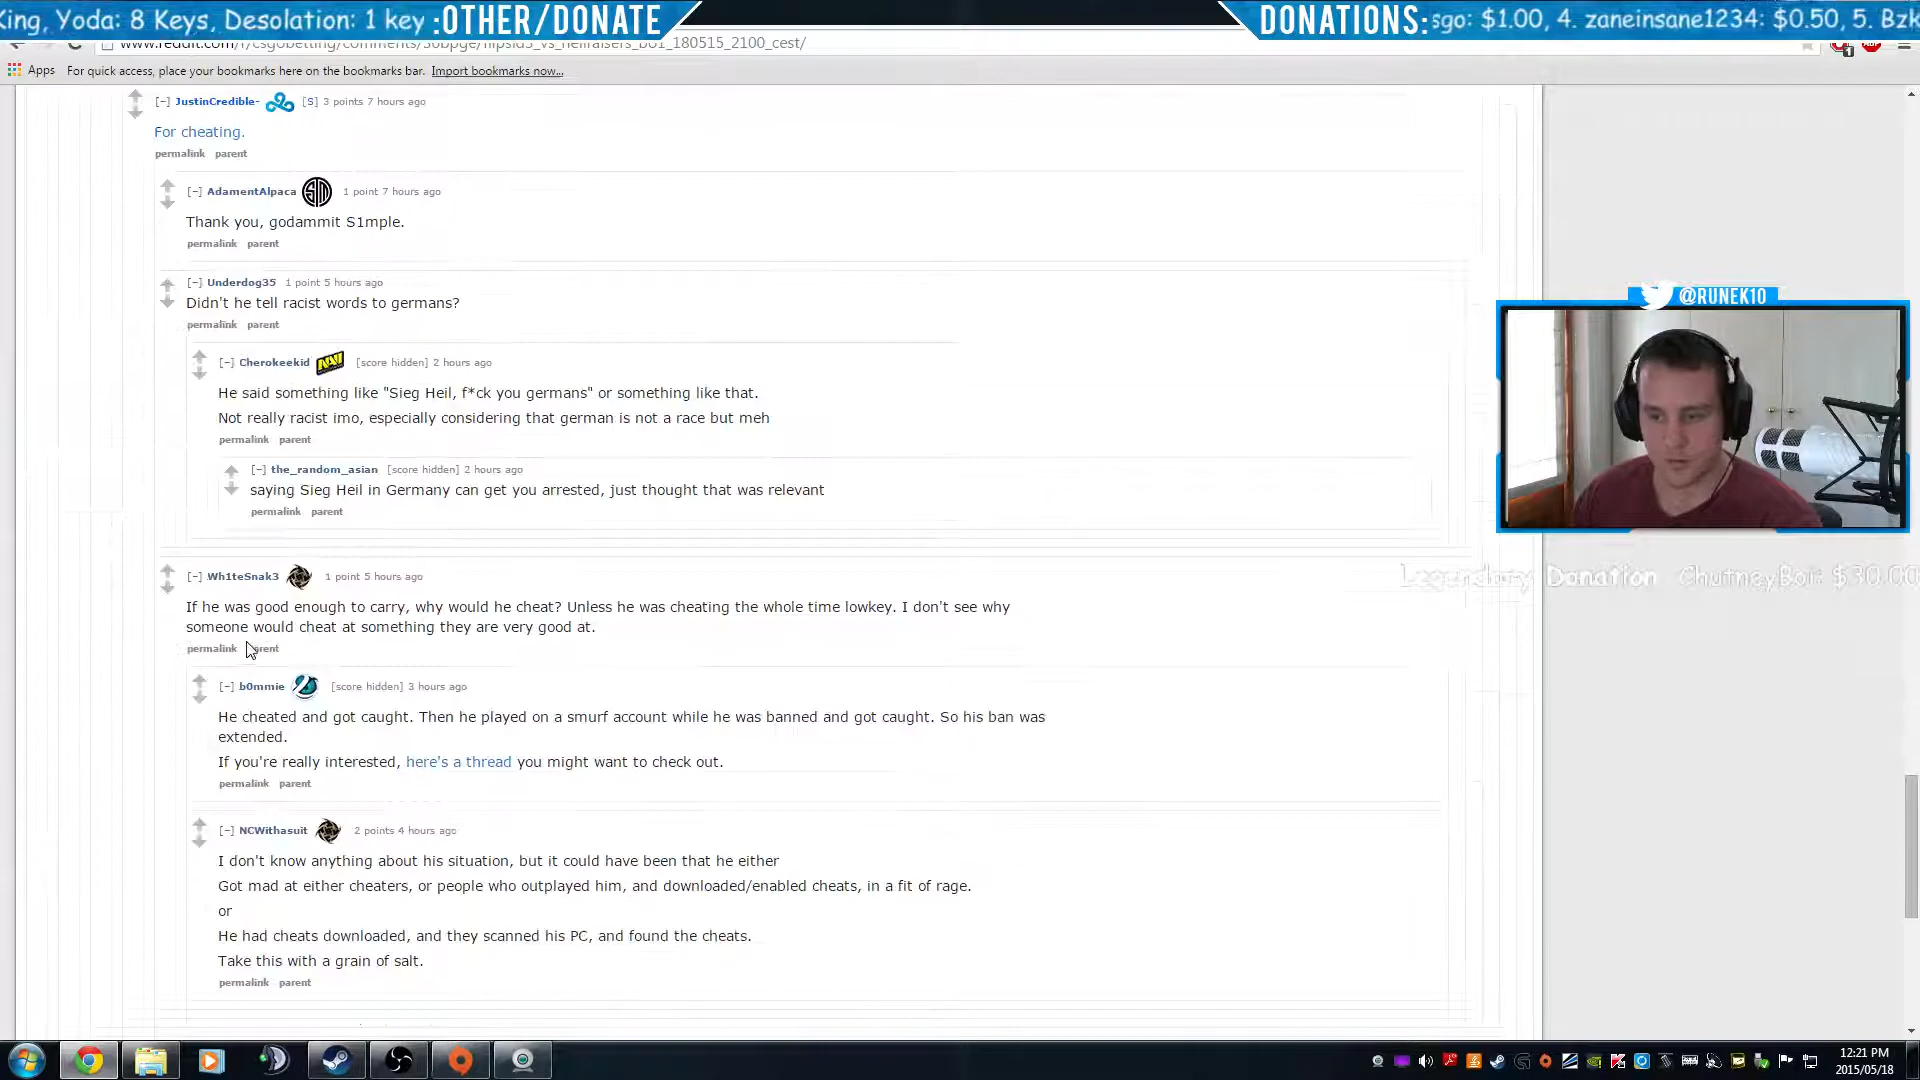 King, Yoda: 8 Keys, Desolation: 1 key :OTHER/DONATE
DONATIONS: sgo: $1.00, 4. zaneinsane1234: $0.50, 5. Bzk
Apps For quick access, place your bookmarks here on the bookmarks bar. Import bookmarks now...
[−] JustinCredible- [S] 3 points 7 hours ago
For cheating.
permalink parent
[−] AdamentAlpaca TSM 1 point 7 hours ago
Thank you, godammit S1mple.
permalink parent
[−] Underdog35 1 point 5 hours ago
Didn't he tell racist words to germans?
permalink parent
[−] Cherokeekid NAVI [score hidden] 2 hours ago
He said something like "Sieg Heil, f*ck you germans" or something like that.
Not really racist imo, especially considering that german is not a race but meh
permalink parent
[−] the_random_asian [score hidden] 2 hours ago
saying Sieg Heil in Germany can get you arrested, just thought that was relevant
permalink parent
[−] Wh1teSnak3 1 point 5 hours ago
If he was good enough to carry, why would he cheat? Unless he was cheating the whole time lowkey. I don't see why
someone would cheat at something they are very good at.
permalink parent
[−] b0mmie [score hidden] 3 hours ago
He cheated and got caught. Then he played on a smurf account while he was banned and got caught. So his ban was
extended.
If you're really interested, here's a thread you might want to check out.
permalink parent
[−] NCWithasuit 2 points 4 hours ago
I don't know anything about his situation, but it could have been that he either
Got mad at either cheaters, or people who outplayed him, and downloaded/enabled cheats, in a fit of rage.
or
He had cheats downloaded, and they scanned his PC, and found the cheats.
Take this with a grain of salt.
permalink parent
@RUNEK10
Legendary Donation ChutneyBoi: $30.00
12:21 PM
2015/05/18